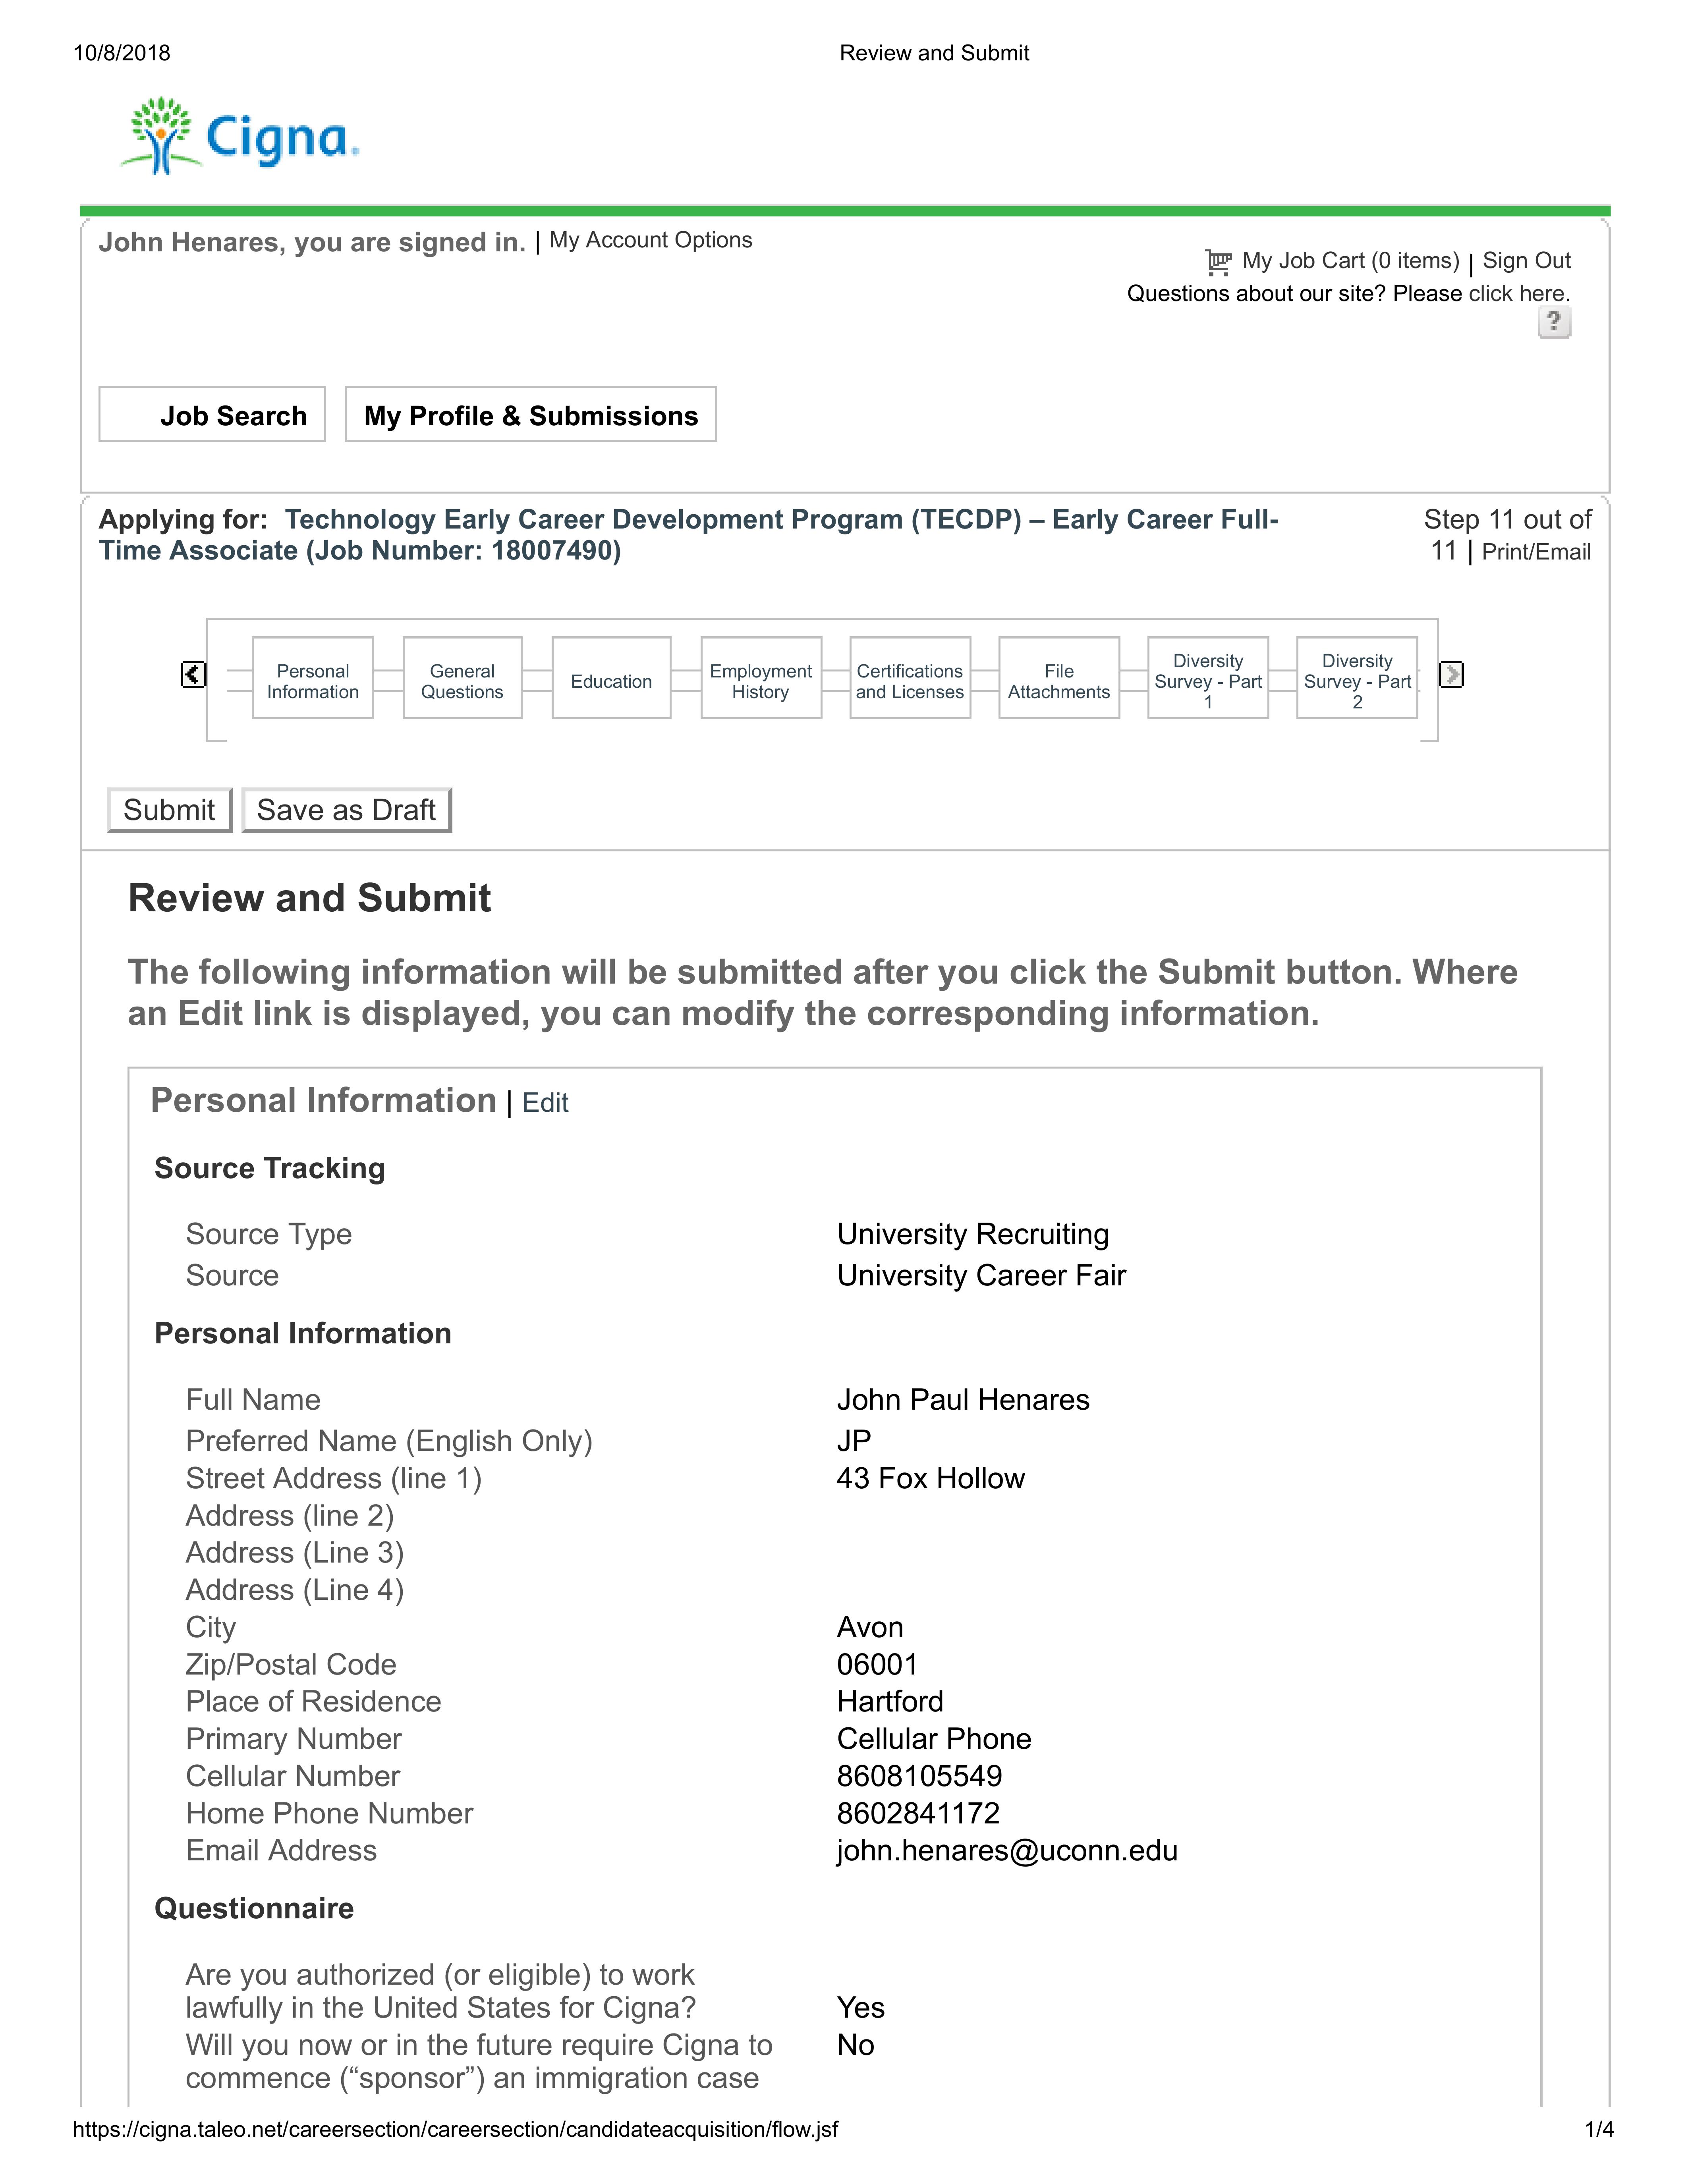 10/8/2018 Review and Submit
Cigna®
John Henares, you are signed in. | My Account Options
My Job Cart (0 items) | Sign Out
Questions about our site? Please click here.
?
Job Search My Profile & Submissions
Applying for: Technology Early Career Development Program (TECDP) – Early Career Full-
Time Associate (Job Number: 18007490)
Step 11 out of
11 | Print/Email
Personal
Information
General
Questions
Education
Employment
History
Certifications
and Licenses
File
Attachments
Diversity
Survey - Part
1
Diversity
Survey - Part
2
Submit Save as Draft
Review and Submit
The following information will be submitted after you click the Submit button. Where
an Edit link is displayed, you can modify the corresponding information.
Personal Information | Edit
Source Tracking
Source Type University Recruiting
Source University Career Fair
Personal Information
Full Name John Paul Henares
Preferred Name (English Only) JP
Street Address (line 1) 43 Fox Hollow
Address (line 2)
Address (Line 3)
Address (Line 4)
City Avon
Zip/Postal Code 06001
Place of Residence Hartford
Primary Number Cellular Phone
Cellular Number 8608105549
Home Phone Number 8602841172
Email Address john.henares@uconn.edu
Questionnaire
Are you authorized (or eligible) to work
lawfully in the United States for Cigna? Yes
Will you now or in the future require Cigna to No
commence (“sponsor”) an immigration case
https://cigna.taleo.net/careersection/careersection/candidateacquisition/flow.jsf 1/4